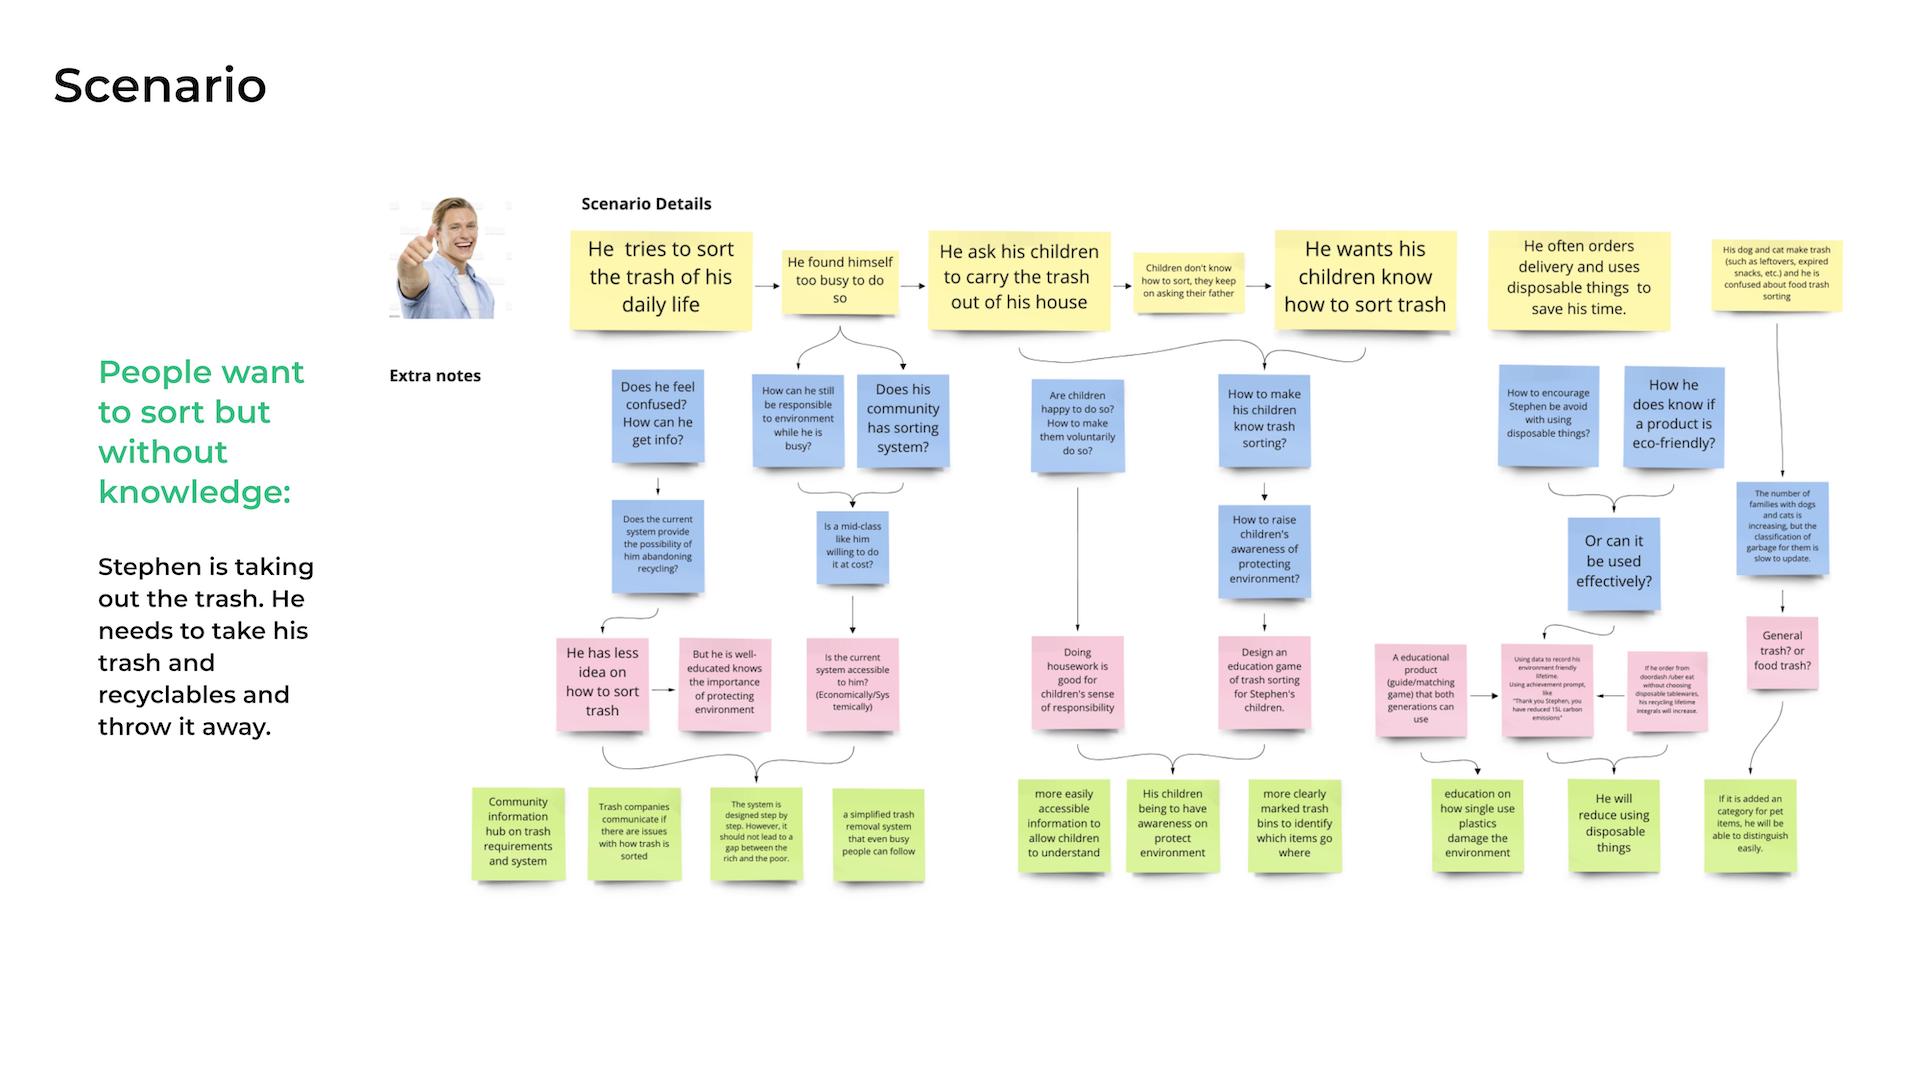 Scenario
Scenario Details
He tries to sort
the trash of his
daily life
He found himself
too busy to do
so
He ask his children
to carry the trash
out of his house
Children don't know
how to sort, they keep
on asking their father
He wants his
children know
how to sort trash
He often orders
delivery and uses
disposable things to
save his time.
His dog and cat make trash
(such as leftovers, expired
snacks, etc.) and he is
confused about food trash
sorting
People want
to sort but
without
knowledge:
Stephen is taking
out the trash. He
needs to take his
trash and
recyclables and
throw it away.
Extra notes
Does he feel
confused?
How can he
get info?
How can he still
be responsible
to environment
while he is
busy?
Does his
community
has sorting
system?
Are children
happy to do so?
How to make
them voluntarily
do so?
How to make
his children
know trash
sorting?
How to encourage
Stephen be avoid
with using
disposable things?
How he
does know if
a product is
eco-friendly?
Does the current
system provide
the possibility of
him abandoning
recycling?
Is a mid-class
like him
willing to do
it at cost?
How to raise
children's
awareness of
protecting
environment?
Or can it
be used
effectively?
The number of
families with dogs
and cats is
increasing, but the
classification of
garbage for them is
slow to update.
He has less
idea on
how to sort
trash
But he is well-
educated knows
the importance
of protecting
environment
Is the current
system accessible
to him?
(Economically/Sys
temically)
Doing
housework is
good for
children's sense
of responsibility
Design an
education game
of trash sorting
for Stephen's
children.
A educational
product
(guide/matching
game) that both
generations can
use
Using data to record his
environment friendly
lifetime.
Using achievement prompt,
like
"Thank you Stephen, you
have reduced 15L carbon
emissions"
If he order from
doordash /uber eat
without choosing
disposable tablewares,
his recycling lifetime
integrals will increase.
General
trash? or
food trash?
Community
information
hub on trash
requirements
and system
Trash companies
communicate if
there are issues
with how trash is
sorted
The system is
designed step by
step. However, it
should not lead to a
gap between the
rich and the poor.
a simplified trash
removal system
that even busy
people can follow
more easily
accessible
information to
allow children
to understand
His children
being to have
awareness on
protect
environment
more clearly
marked trash
bins to identify
which items go
where
education on
how single use
plastics
damage the
environment
He will
reduce using
disposable
things
If it is added an
category for pet
items, he will be
able to distinguish
easily.